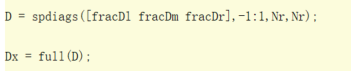 D = spdiags([fracDl fracDm fracDr],-1:1,Nr,Nr);
Dx = full(D);